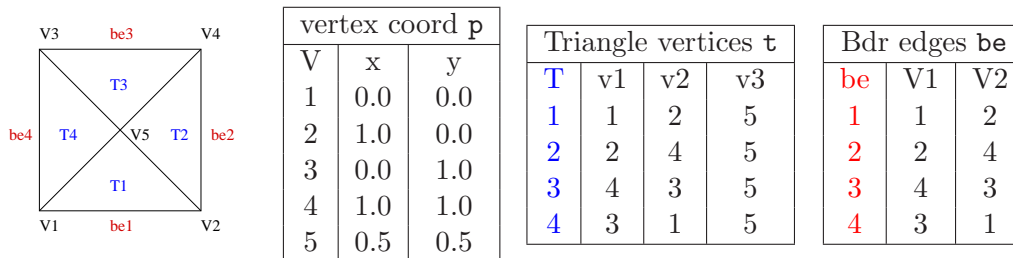 V3 be3 V4
T3
be4 T4 V5 T2 be2
T1
V1 be1 V2
vertex coord p
V x y
1 0.0 0.0
2 1.0 0.0
3 0.0 1.0
4 1.0 1.0
5 0.5 0.5
Triangle vertices t
T v1 v2 v3
1 1 2 5
2 2 4 5
3 4 3 5
4 3 1 5
Bdr edges be
be V1 V2
1 1 2
2 2 4
3 4 3
4 3 1